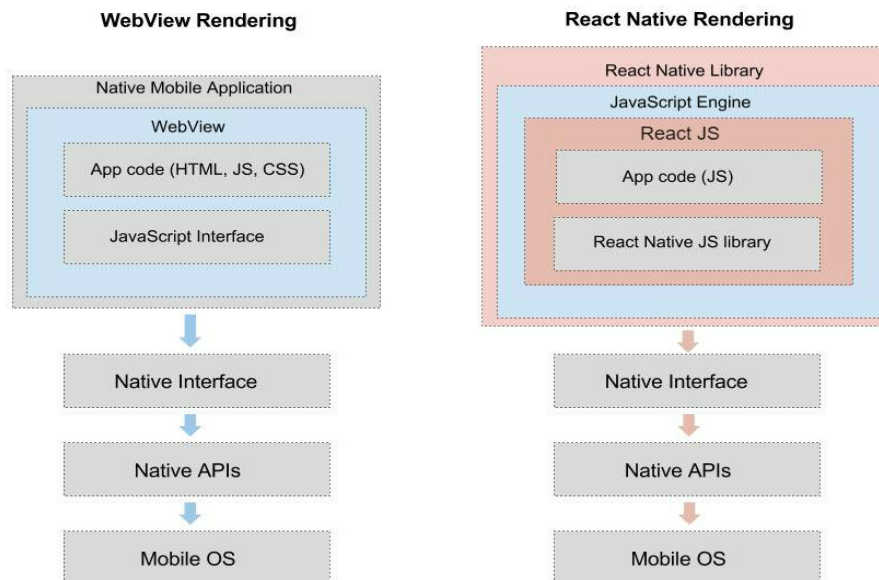 WebView Rendering
Native Mobile Application
WebView
App code (HTML, JS, CSS)
JavaScript Interface
Native Interface
Native APIs
Mobile OS
React Native Rendering
React Native Library
JavaScript Engine
React JS
App code (JS)
React Native JS library
Native Interface
Native APIs
Mobile OS